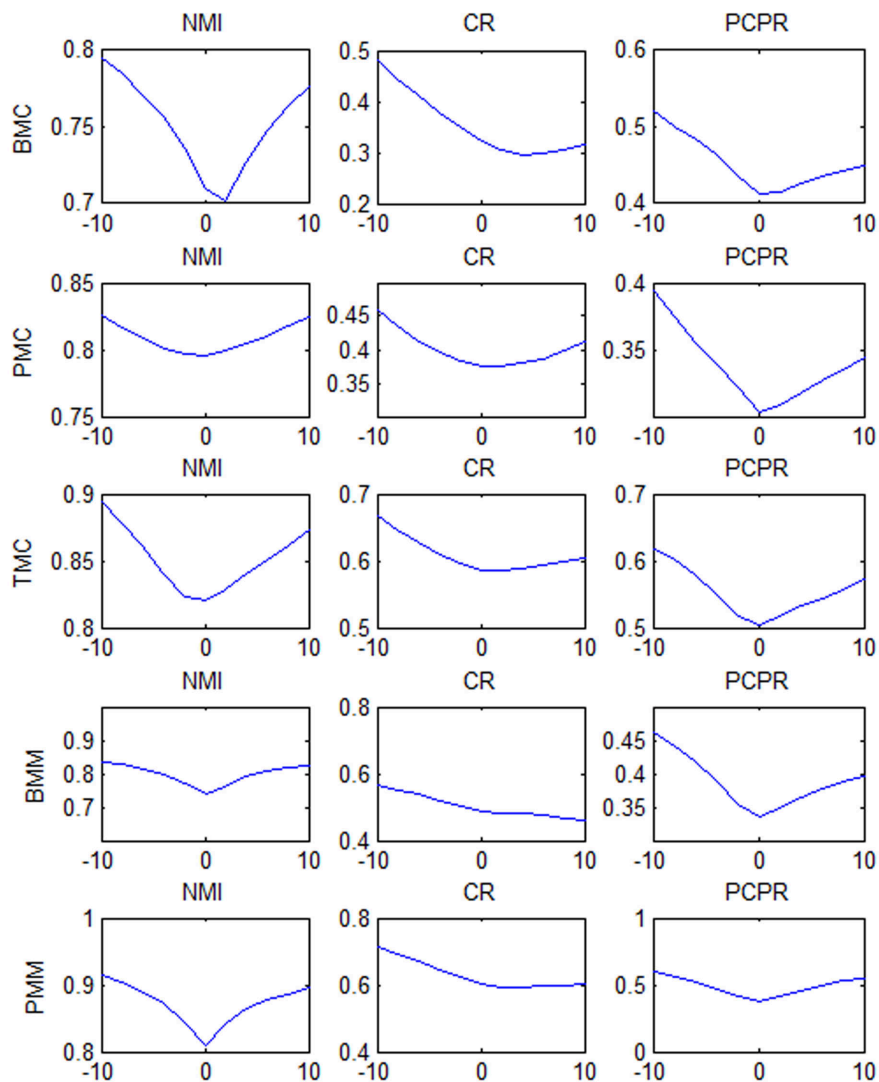 NMI CR PCPR
0.8 0.5 0.6
0.4
0.75 0.5
BMC
0.3
0.7 0.2 0.4
-10 0 10 -10 0 10 -10 0 10
NMI CR PCPR
0.85 0.4
0.45
0.8 0.4 0.35
PMC
0.35
0.75
-10 0 10 -10 0 10 -10 0 10
NMI CR PCPR
0.9 0.7 0.7
0.85 0.6 0.6
TMC
0.8 0.5 0.5
-10 0 10 -10 0 10 -10 0 10
NMI CR PCPR
0.8
0.9 0.45
0.8 0.6 0.4
BMM
0.7 0.35
0.4
-10 0 10 -10 0 10 -10 0 10
NMI CR PCPR
1 0.8 1
0.9 0.6 0.5
PMM
0.8 0.4 0
-10 0 10 -10 0 10 -10 0 10